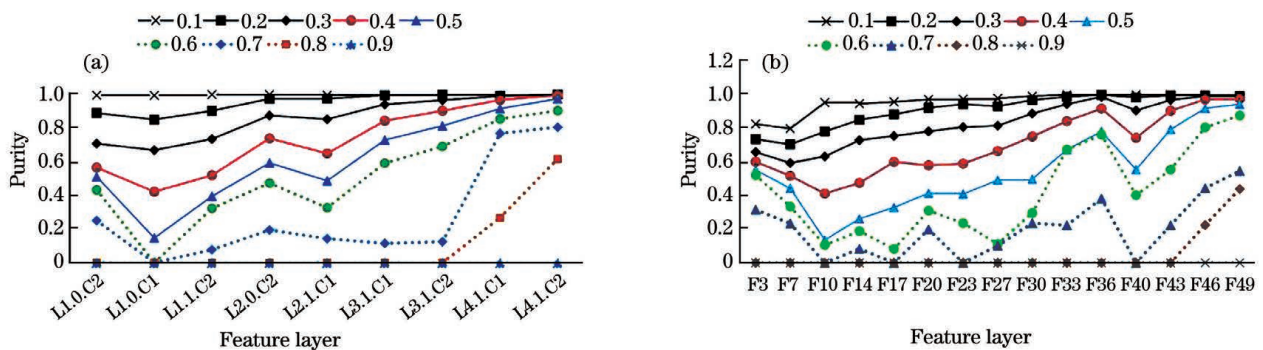 0.1 0.2 0.3 0.4 0.5
0.6 0.7 0.8 0.9
(a)
Purity
1.0
0.8
0.6
0.4
0.2
0
L1.0.C2 L1.0.C1 L1.1.C2 L2.0.C2 L2.1.C1 L3.1.C1 L3.1.C2 L4.1.C1 L4.1.C2
Feature layer
0.1 0.2 0.3 0.4 0.5
0.6 0.7 0.8 0.9
(b)
Purity
1.2
1.0
0.8
0.6
0.4
0.2
0
F3 F7 F10 F14 F17 F20 F23 F27 F30 F33 F36 F40 F43 F46 F49
Feature layer